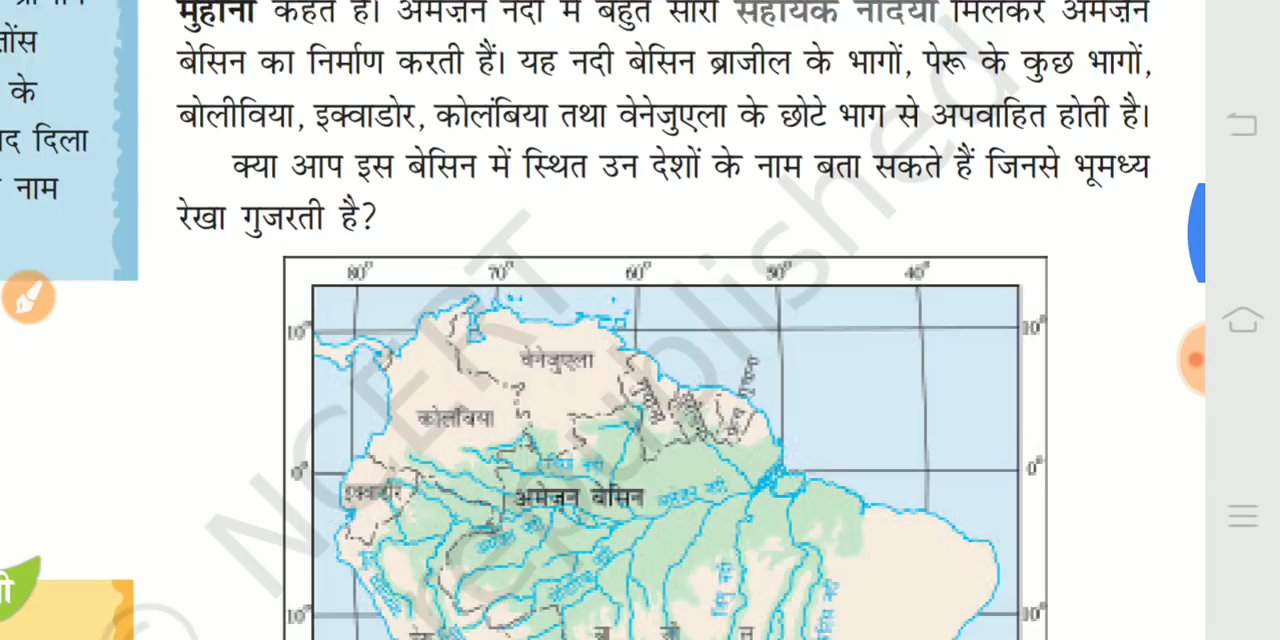 तोंस
के
द दिला
नाम
मुहाना कहते हैं। अमेज़न नदी में बहुत सारी सहायक नदियाँ मिलकर अमेज़न
बेसिन का निर्माण करती हैं। यह नदी बेसिन ब्राजील के भागों, पेरू के कुछ भागों,
बोलीविया, इक्वाडोर, कोलंबिया तथा वेनेजुएला के छोटे भाग से अपवाहित होती है।
क्या आप इस बेसिन में स्थित उन देशों के नाम बता सकते हैं जिनसे भूमध्य
रेखा गुजरती है?
80° 70° 60° 50° 40°
10° 10°
वेनेजुएला
कोलंबिया
0° 0°
इक्वाडोर
अमेज़न बेसिन
10° 10°
© NCERT
republished